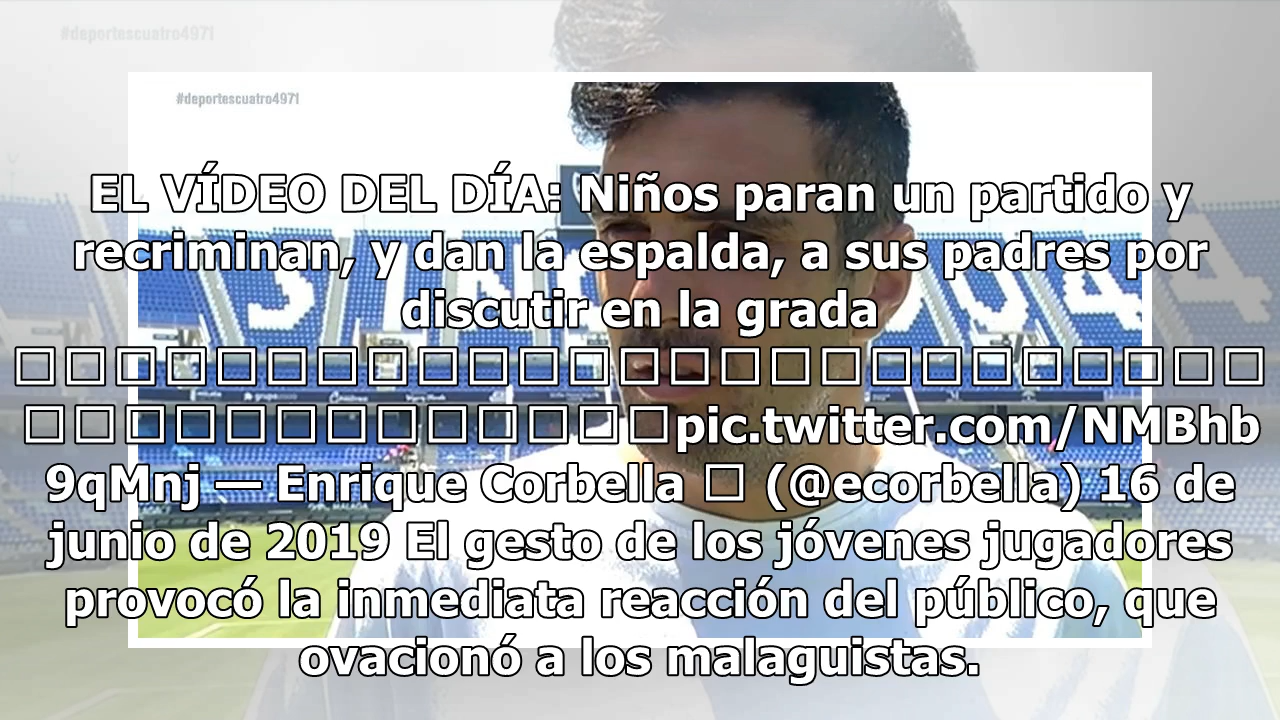 #deportescuatro4971
#deportescuatro4971
EL VÍDEO DEL DÍA: Niños paran un partido y
recriminan, y dan la espalda, a sus padres por
discutir en la grada
□□□□□□□□□□□□□□□□□□□□□□□□□
□□□□□□□□□□□□□pic.twitter.com/NMBhb
9qMnj — Enrique Corbella □ (@ecorbella) 16 de
junio de 2019 El gesto de los jóvenes jugadores
provocó la inmediata reacción del público, que
ovacionó a los malaguistas.